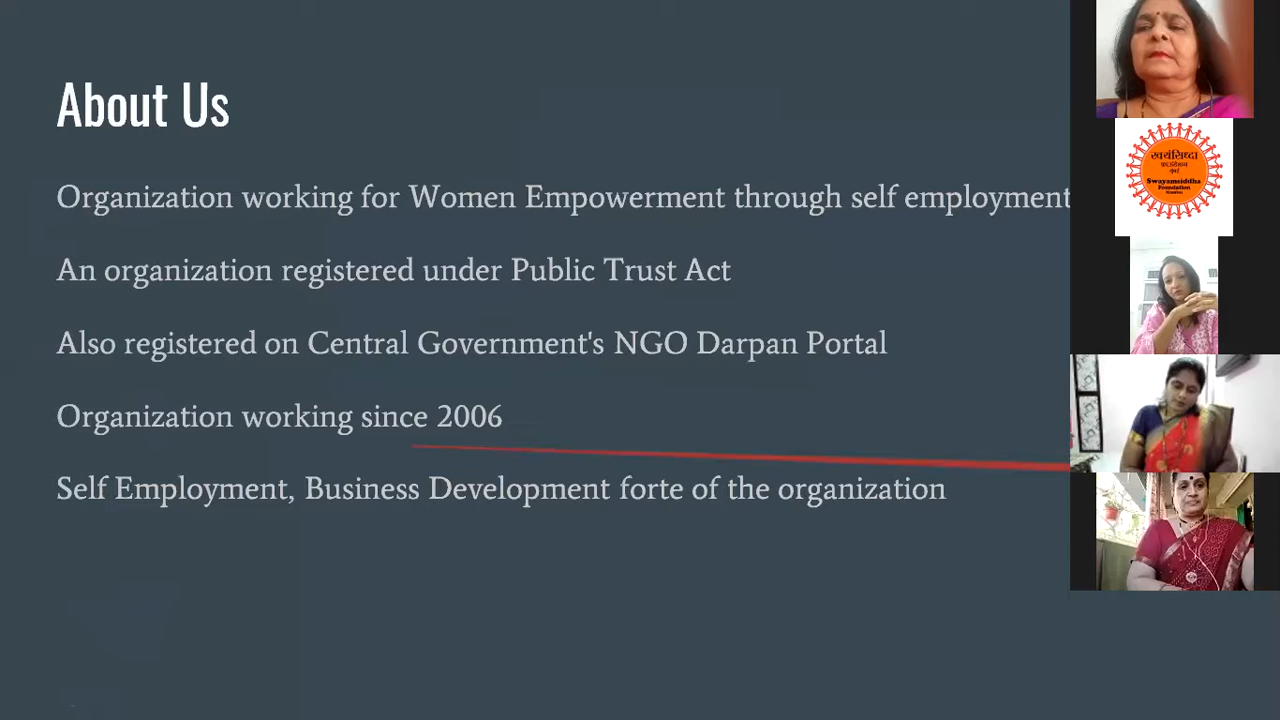 About Us
Organization working for Women Empowerment through self employment
An organization registered under Public Trust Act
Also registered on Central Government's NGO Darpan Portal
Organization working since 2006
Self Employment, Business Development forte of the organization
स्वयंसिध्दा
फाउंडेशन
मुंबई
Swayamsiddha
Foundation
Mumbai